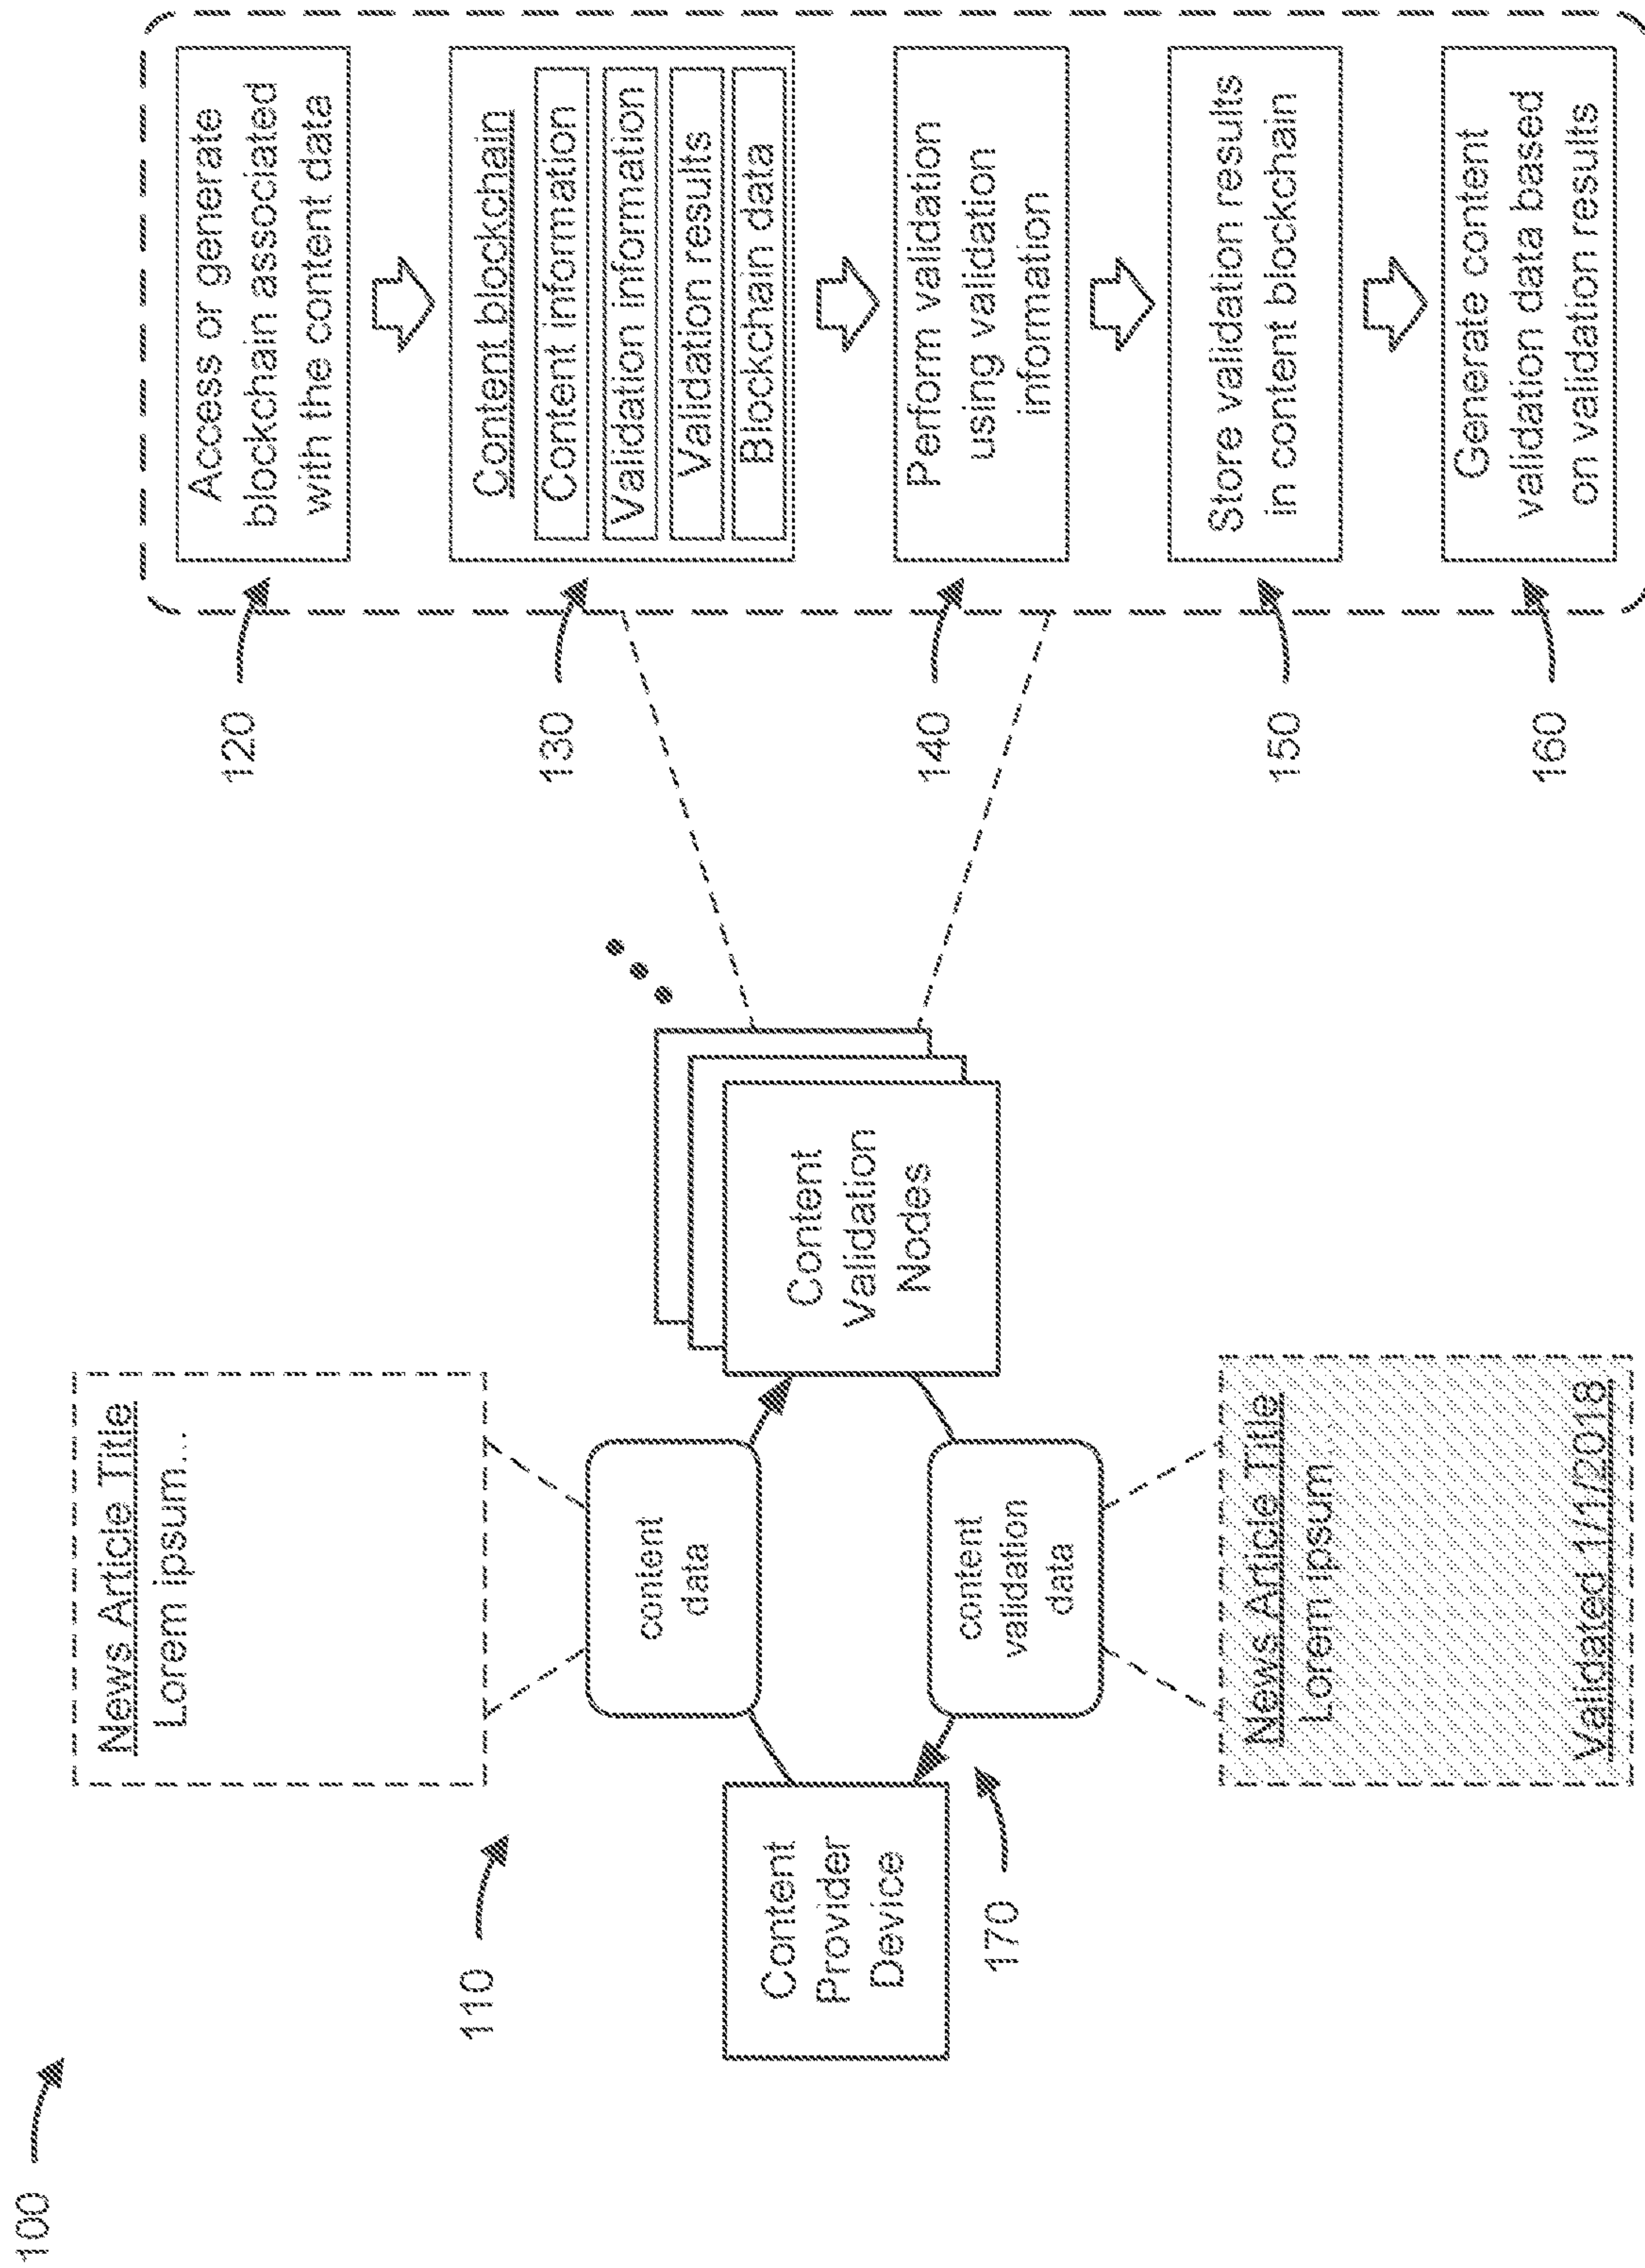 100
110
News Article Title
Lorem ipsum...
content
data
Content
Provider
Device
Content
Validation
Nodes
content
validation
data
170
News Article Title
Lorem ipsum...
Validated 1/1/2018
120
Access or generate
blockchain associated
with the content data
130
Content blockchain
Content information
Validation information
Validation results
Blockchain data
140
Perform validation
using validation
information
150
Store validation results
in content blockchain
160
Generate content
validation data based
on validation results